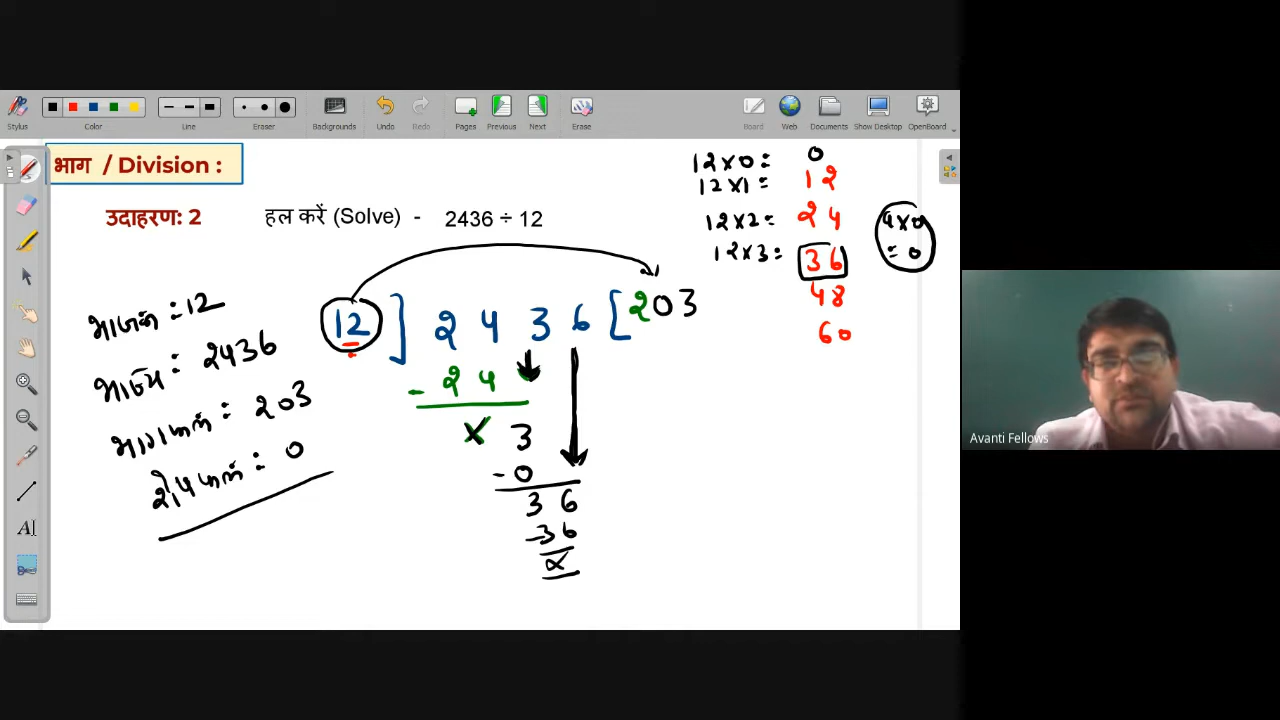 Stylus
Color
Line
Eraser
Backgrounds
Undo
Redo
Pages
Previous
Next
Erase
Board
Web
Documents
Show Desktop
OpenBoard
भाग / Division :
उदाहरण: 2 हल करें (Solve) - 2436 ÷ 12
12×0= 0
12×1= 12
12×2= 24
12×3= 36
48
60
4×0
= 0
12 ] 2436 [ 203
- 24
× 3
- 0
36
- 36
×
भाजक : 12
भाज्य : 2436
भागफल : 203
शेषफल : 0
Avanti Fellows